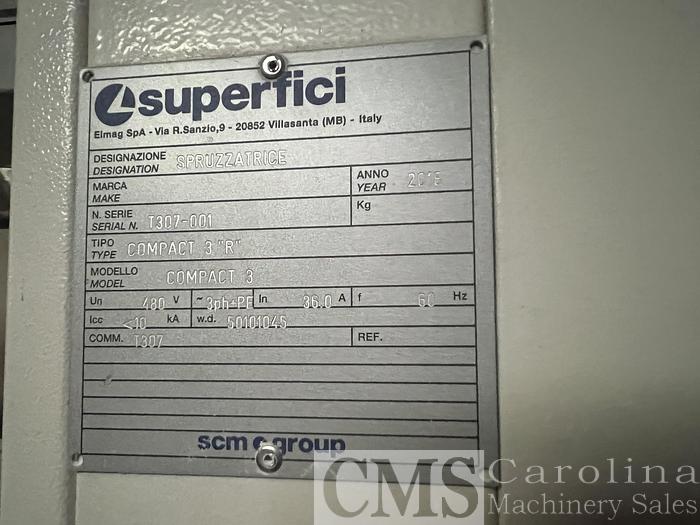 superfici
Elmag SpA - Via R.Sanzio,9 - 20852 Villasanta (MB) - Italy
DESIGNAZIONE
DESIGNATION SPRUZZATRICE
MARCA
MAKE
ANNO
YEAR
N. SERIE
SERIAL N. T307-001
Kg
TIPO
TYPE COMPACT 3 "R"
MODELLO
MODEL COMPACT 3
Un 480 V ~ 3ph+PE In 36.0 A f 60 Hz
Icc <10 kA w.d. 50101045
COMM. T307 REF.
scm group
CMS Carolina
Machinery Sales